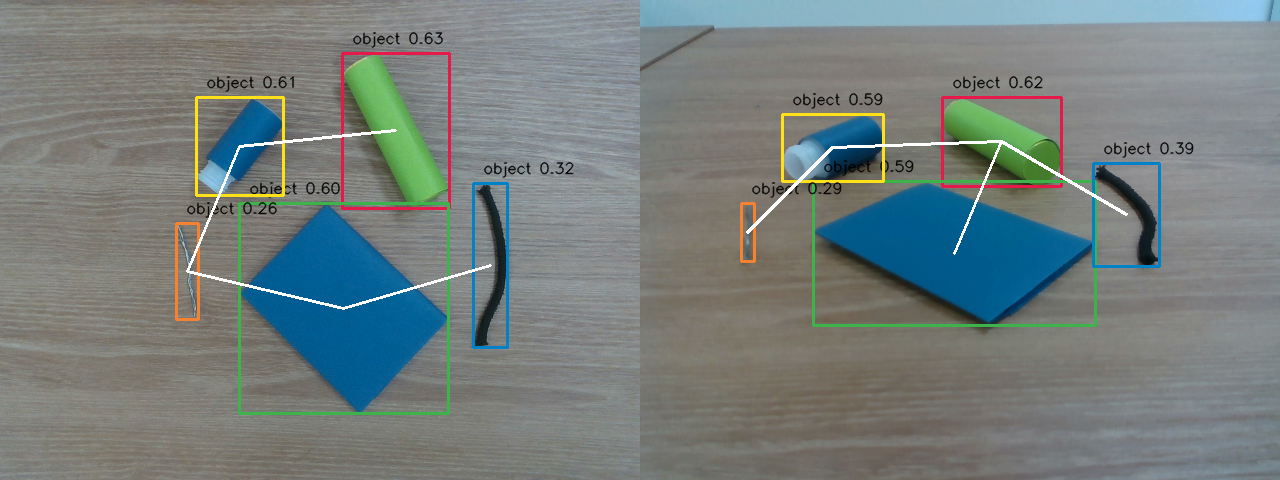 object 0.63
object 0.61
object 0.32
object 0.60
object 0.26
object 0.62
object 0.59
object 0.39
object 0.59
object 0.29